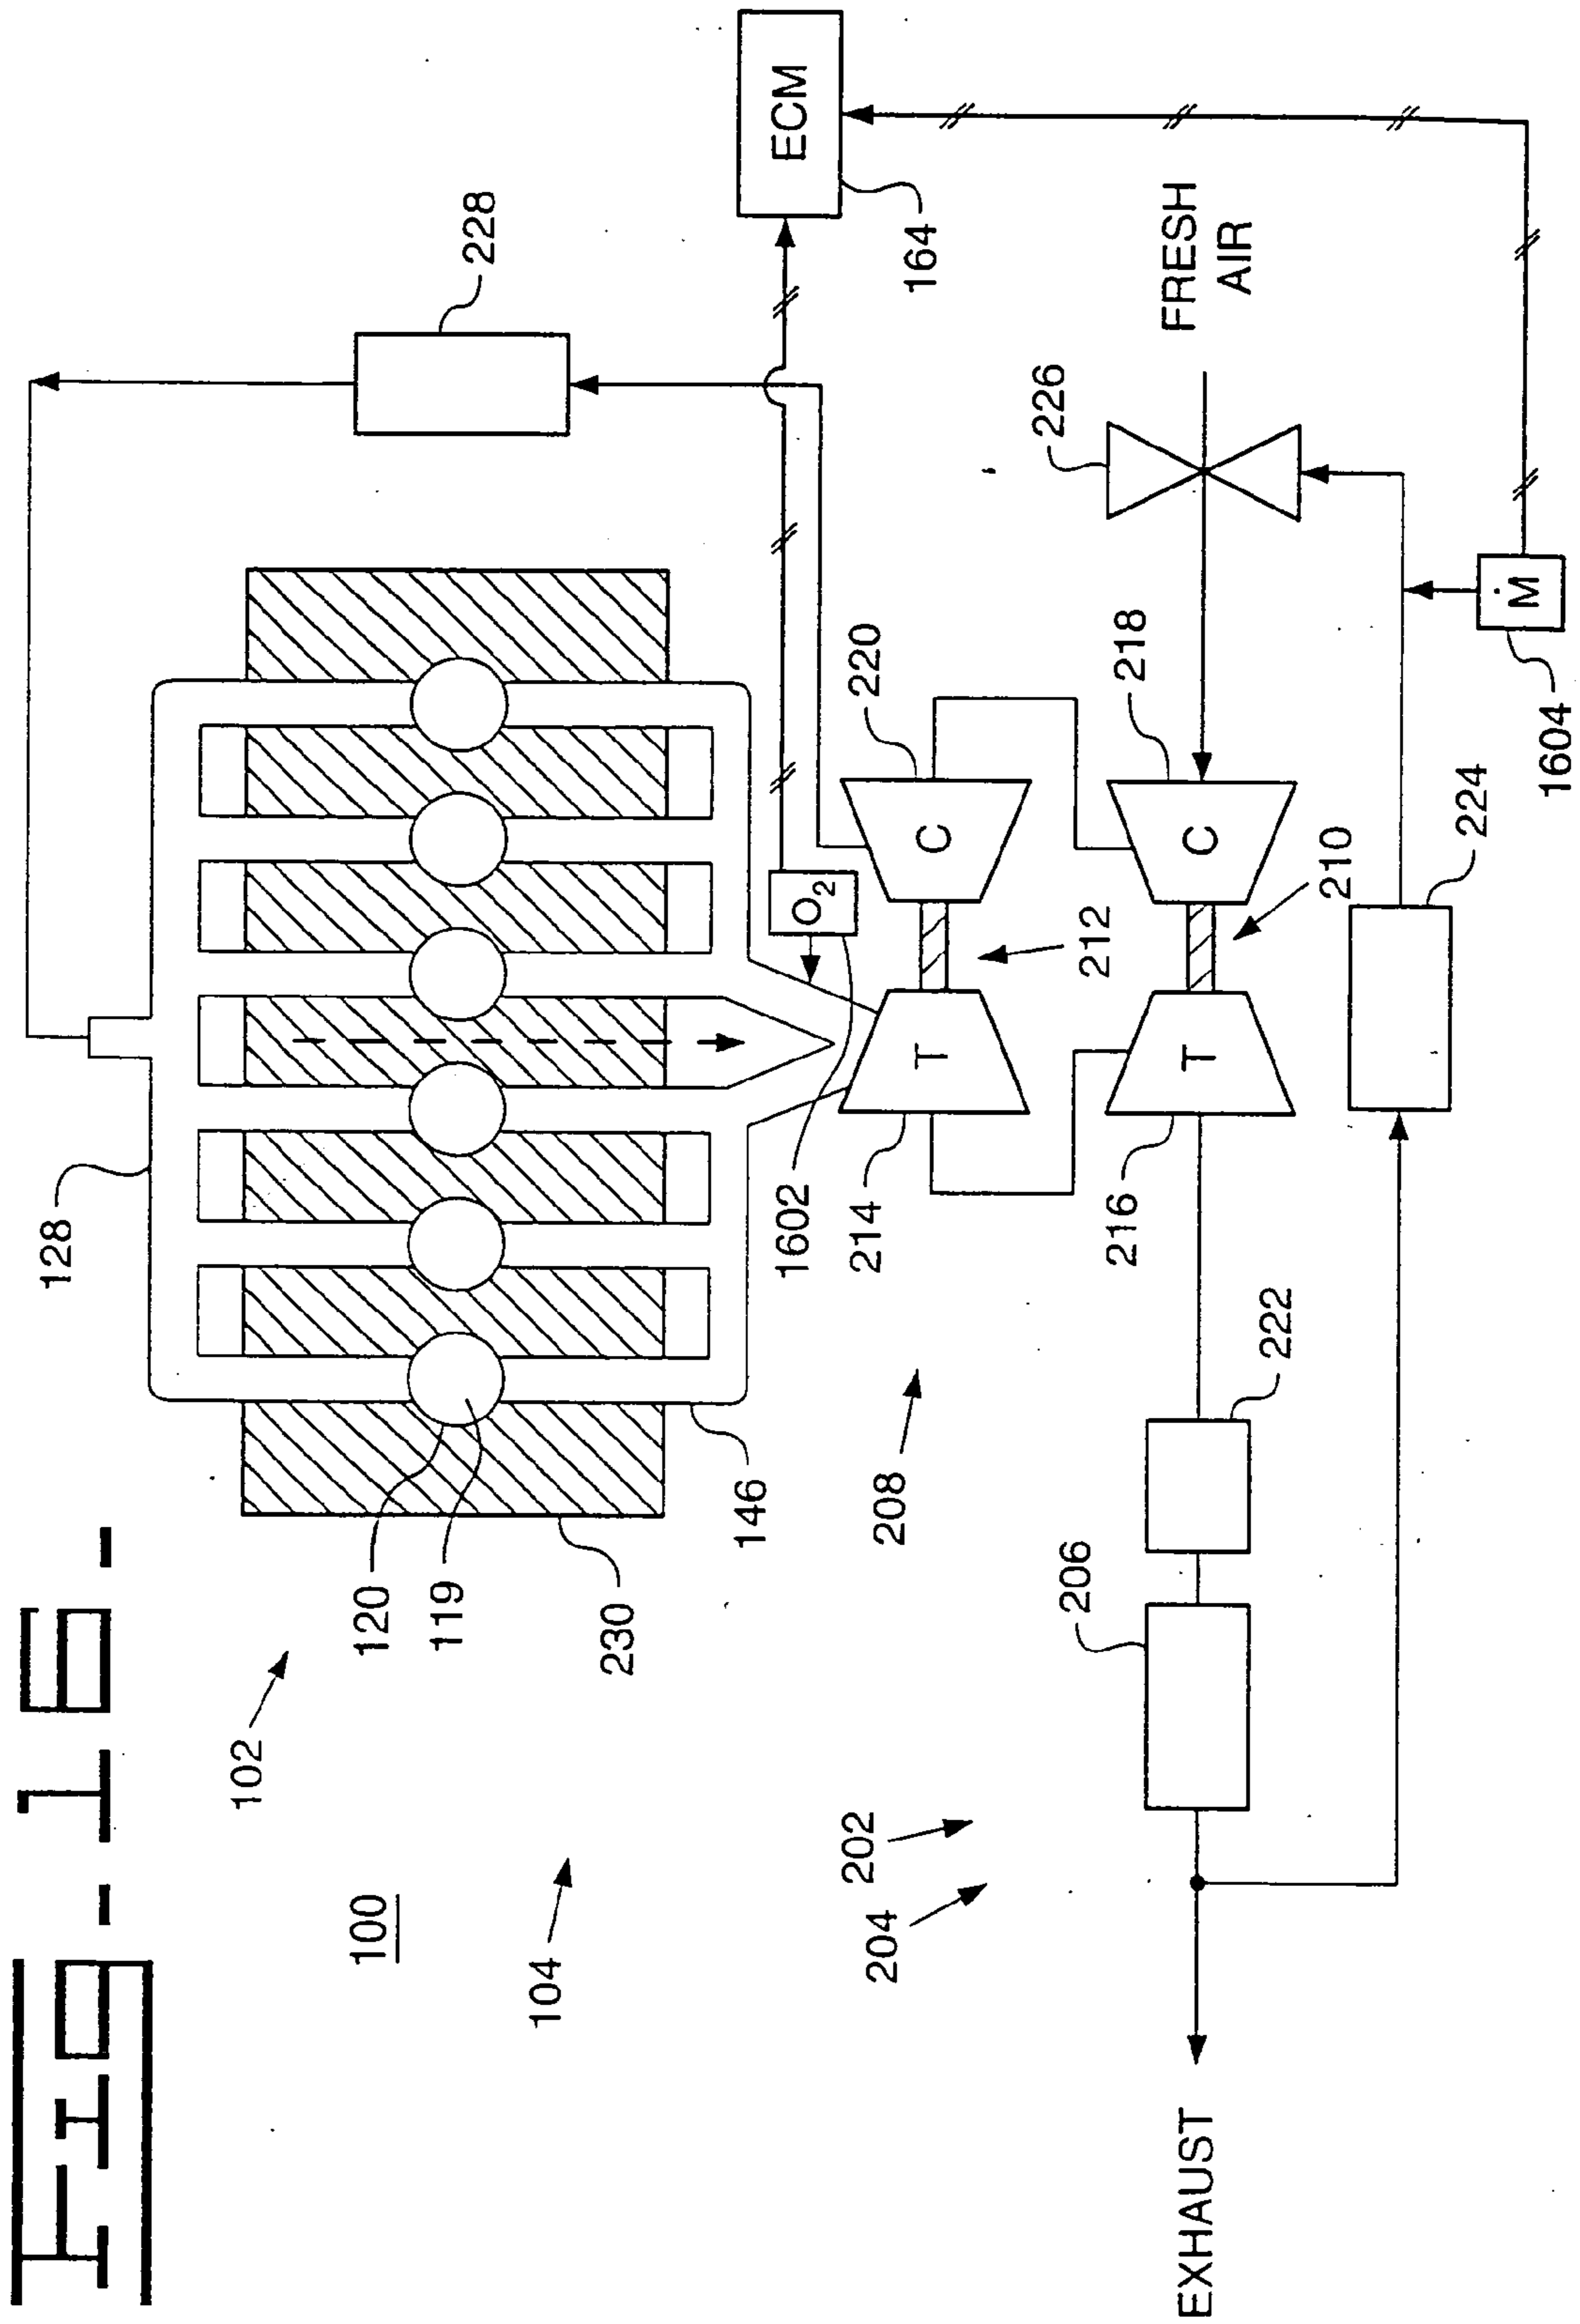 Fig-16-
128
102
100
120
228
119
104
230
146
ECM
1602
O2
202
214
220
204
208
164
T
C
226
206
212
216
218
FRESH
AIR
EXHAUST
T
C
222
210
224
Ṁ
1604